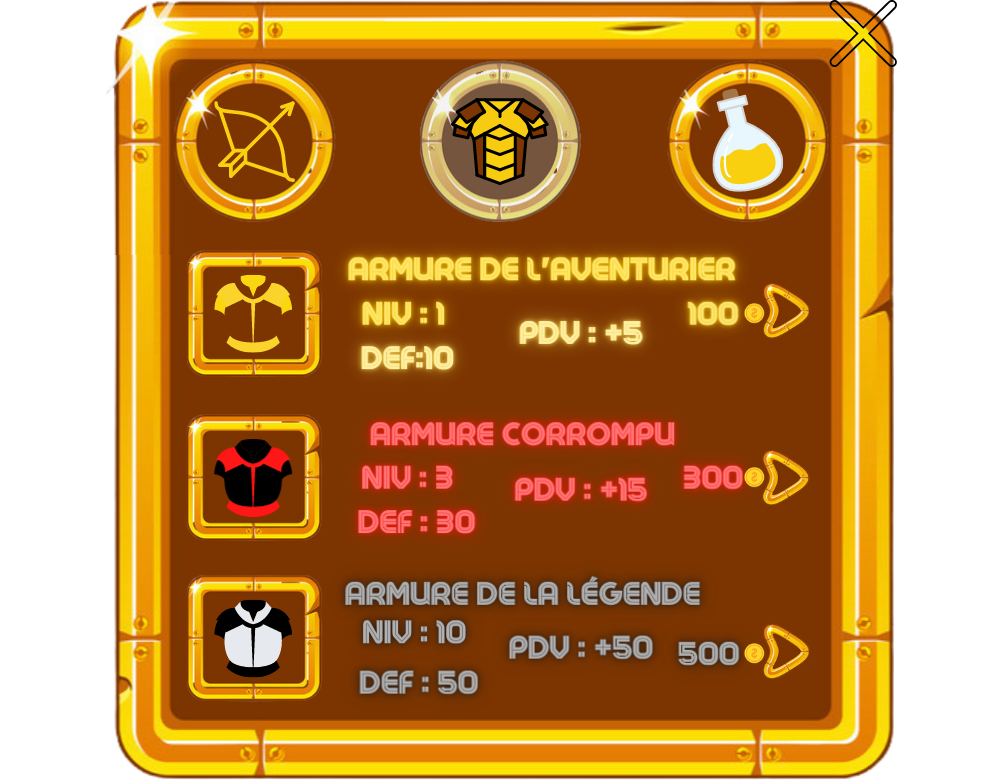 ARMURE DE L'AVENTURIER
NIV : 1
PDV : +5
100
DEF:10
ARMURE CORROMPU
NIV : 3
PDV : +15
300
DEF : 30
ARMURE DE LA LÉGENDE
NIV : 10
PDV : +50
500
DEF : 50